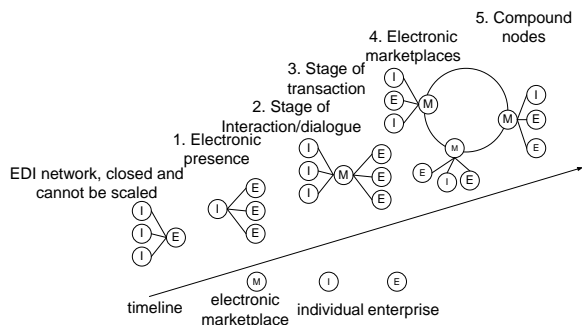 5. Compound
nodes
4. Electronic
marketplaces
3. Stage of
transaction
2. Stage of
Interaction/dialogue
1. Electronic
presence
EDI network, closed and
cannot be scaled
I
E
I
M
I
E
M
E
M
E
E
I
I
I
I
I
M
E
E
E
I
E
E
E
I
I
I
E
M
I
E
timeline
electronic
marketplace
individual enterprise